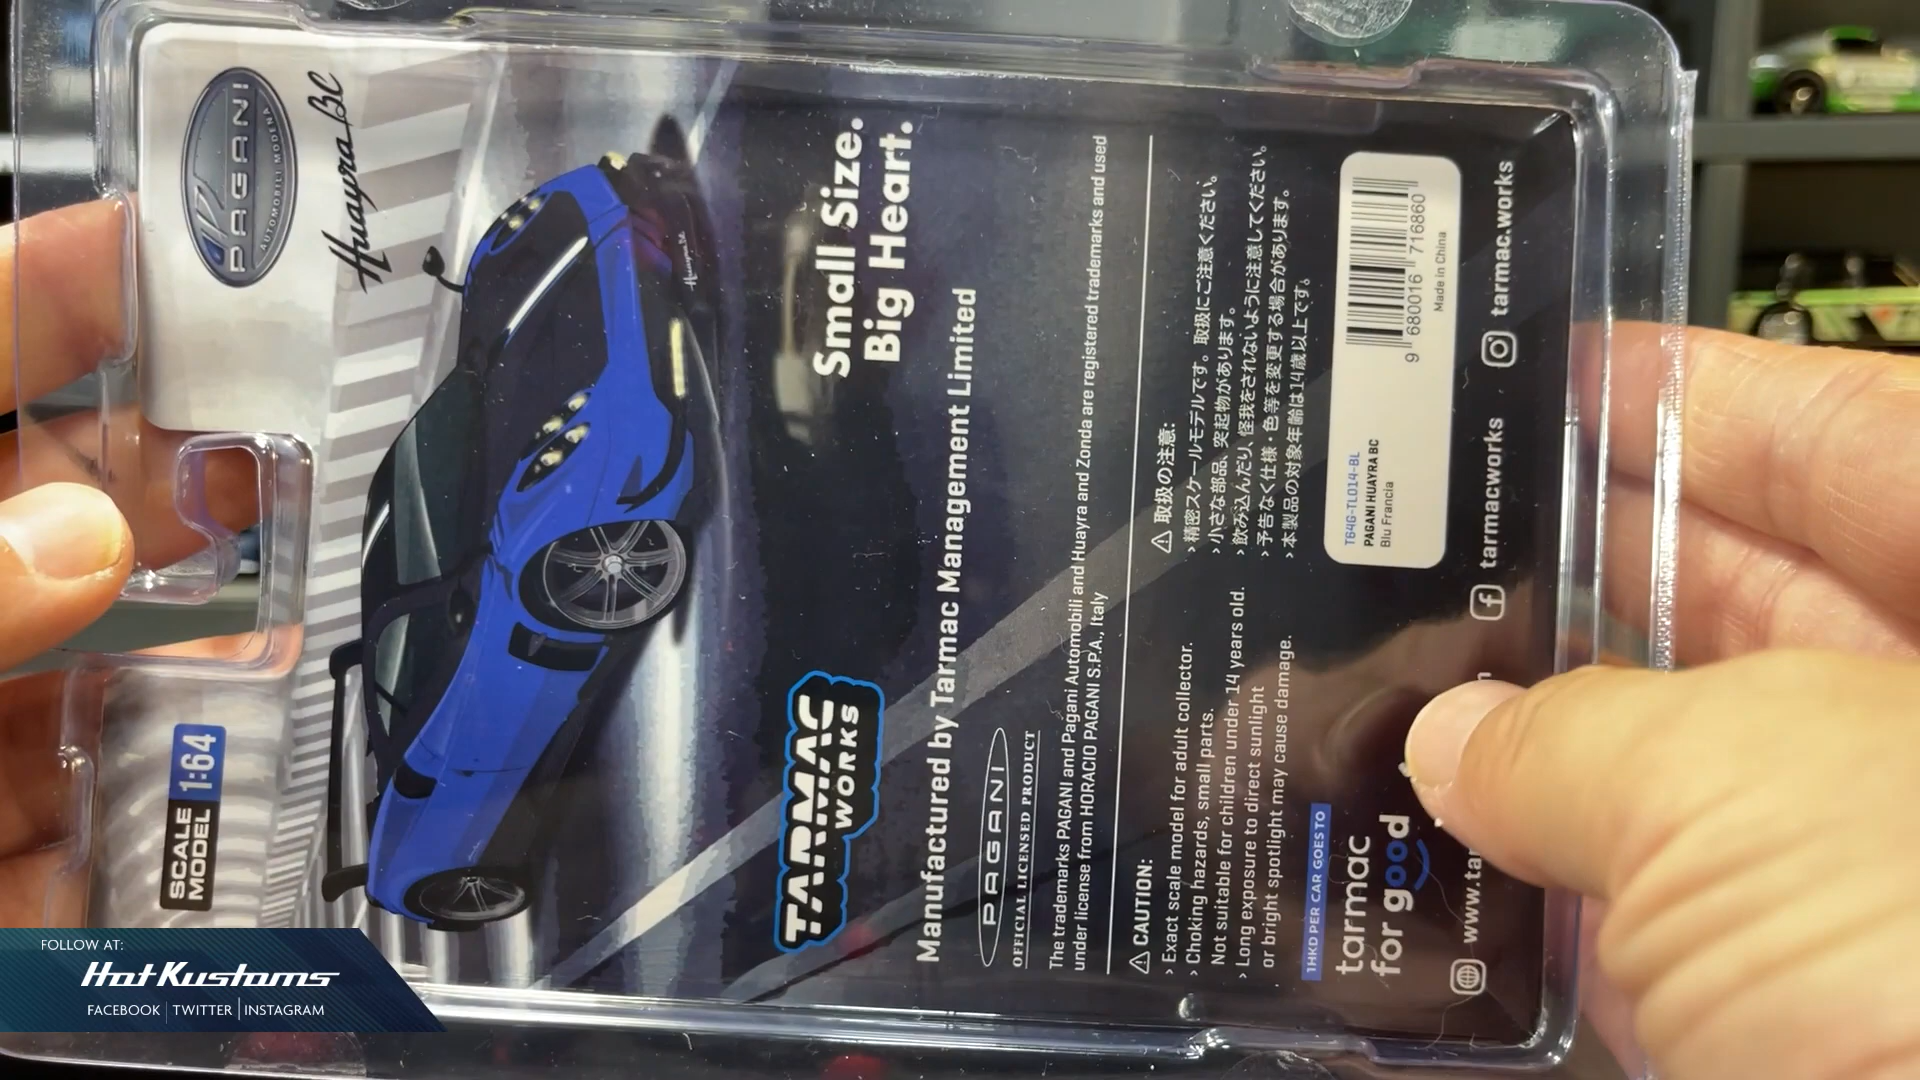 PAGANI
AUTOMOBILI MODENA
Huayra BC
SCALE
MODEL
1:64
Huayra BC
Small Size.
Big Heart.
TARMAC
WORKS
Manufactured by Tarmac Management Limited
PAGANI
OFFICIAL LICENSED PRODUCT
The trademarks PAGANI and Pagani Automobili and Huayra and Zonda are registered trademarks and used
under license from HORACIO PAGANI S.P.A., Italy
⚠ CAUTION:
› Exact scale model for adult collector.
› Choking hazards, small parts.
Not suitable for children under 14 years old.
› Long exposure to direct sunlight
or bright spotlight may cause damage.
⚠ 取扱の注意:
› 精密スケールモデルです。取扱にご注意ください。
› 小さな部品、突起物があります。
› 飲み込んだり、怪我をされないように注意してください。
› 予告なく仕様・色等を変更する場合があります。
› 本製品の対象年齢は14歳以上です。
1HKD PER CAR GOES TO
tarmac
for good
T64G-TL014-BL
PAGANI HUAYRA BC
Blu Francia
9 680016 716860
Made in China
www.ta
tarmacworks
tarmac.works
FOLLOW AT:
Hot Kustoms
FACEBOOK | TWITTER | INSTAGRAM